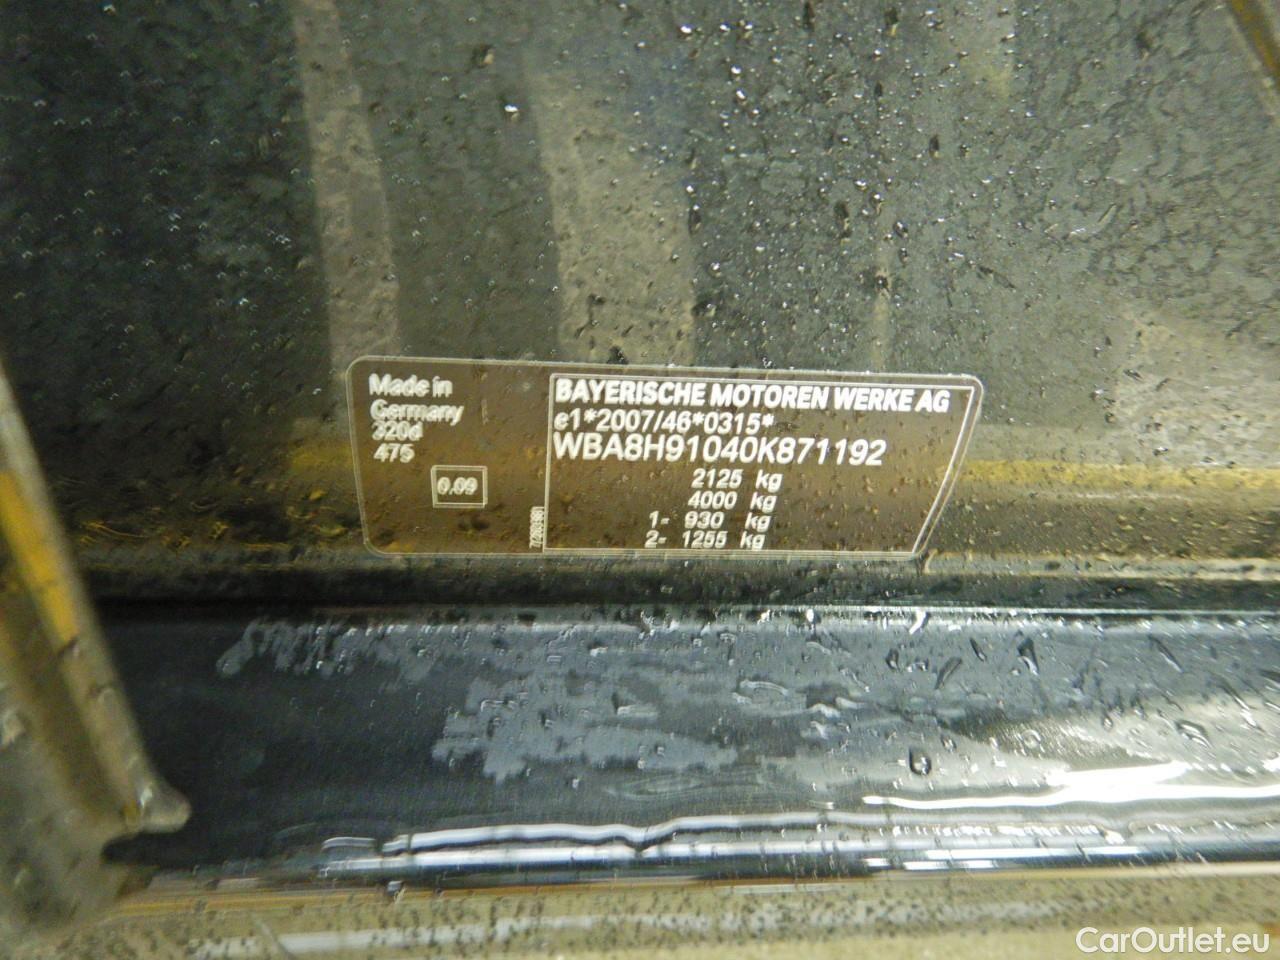 Made in
Germany
320d
475
0.09
BAYERISCHE MOTOREN WERKE AG
e1*2007/46*0315*
WBA8H91040K871192
2125 kg
4000 kg
1- 930 kg
2- 1255 kg
CarOutlet.eu